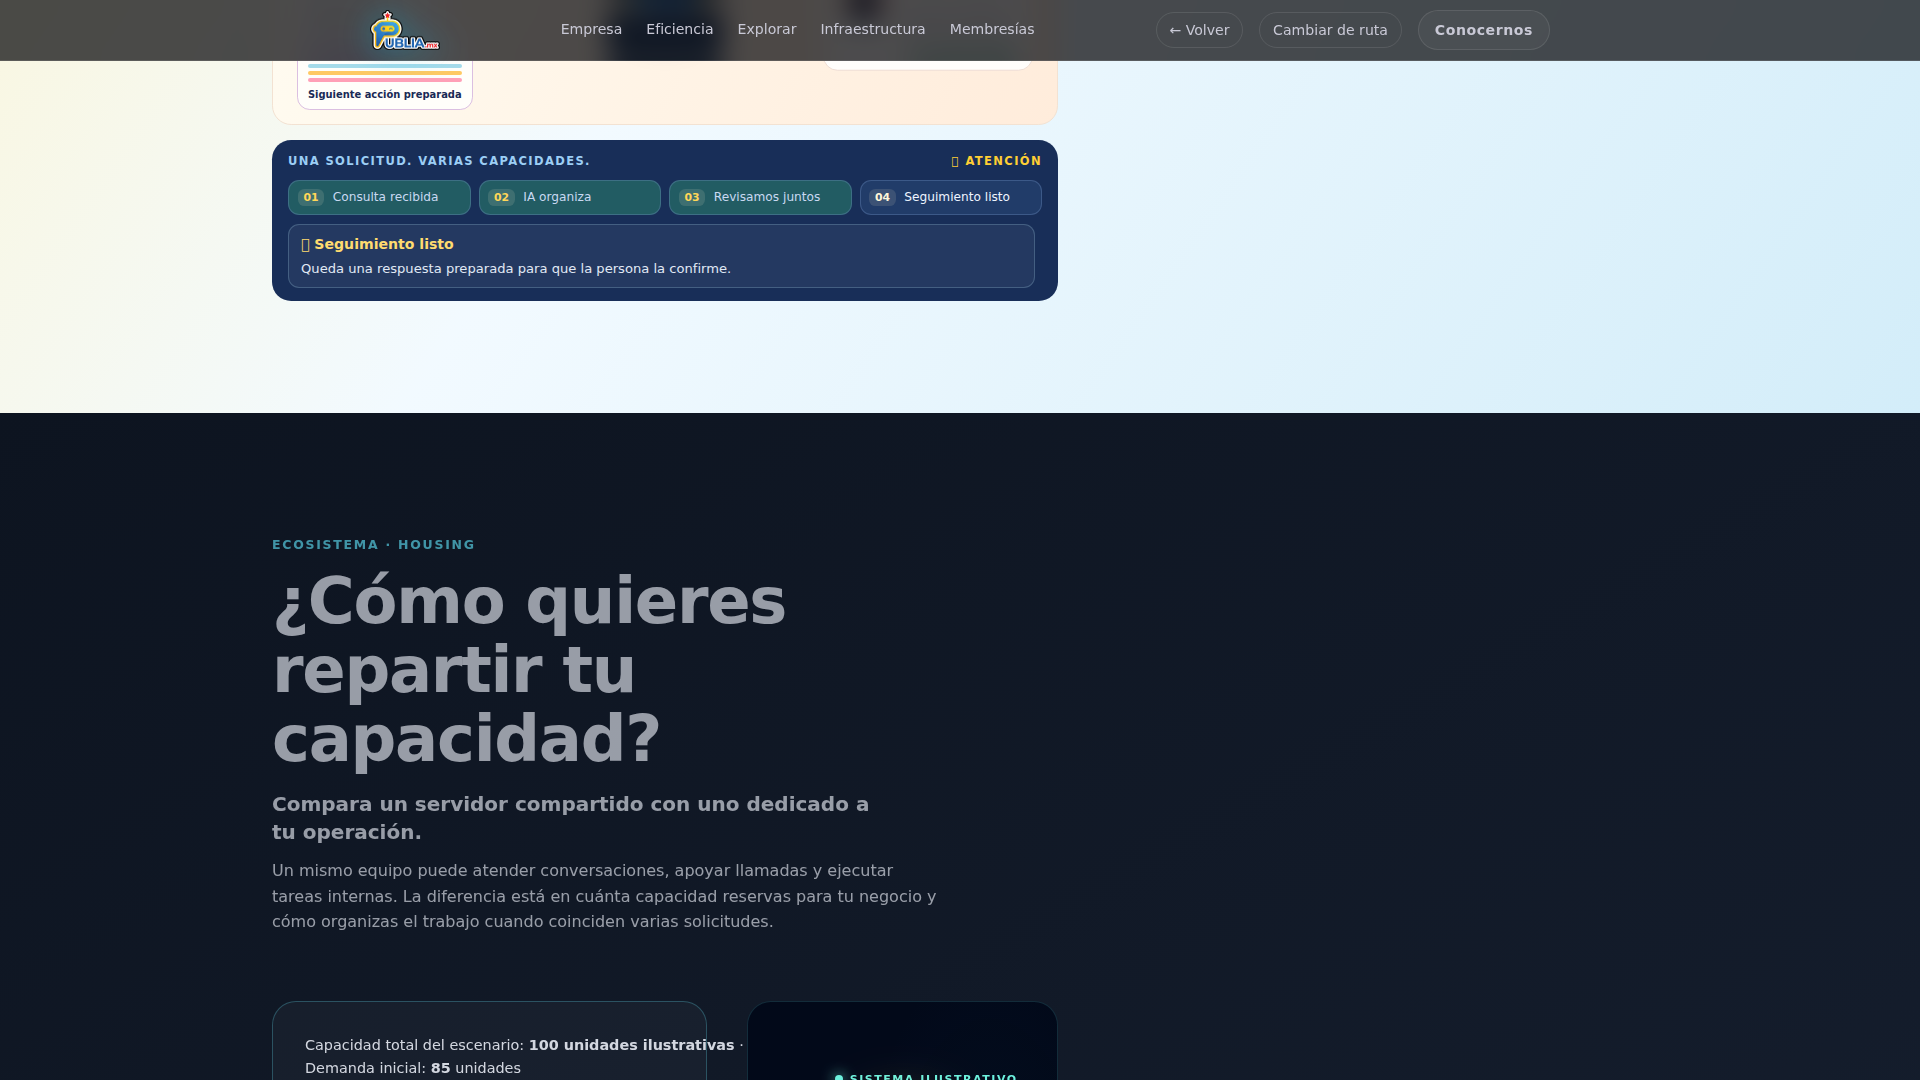 PUBLIA.mx
Empresa
Eficiencia
Explorar
Infraestructura
Membresías
← Volver
Cambiar de ruta
Conocernos
Siguiente acción preparada
UNA SOLICITUD. VARIAS CAPACIDADES.
ATENCIÓN
01 Consulta recibida
02 IA organiza
03 Revisamos juntos
04 Seguimiento listo
Seguimiento listo
Queda una respuesta preparada para que la persona la confirme.
ECOSISTEMA · HOUSING
¿Cómo quieres
repartir tu
capacidad?
Compara un servidor compartido con uno dedicado a
tu operación.
Un mismo equipo puede atender conversaciones, apoyar llamadas y ejecutar
tareas internas. La diferencia está en cuánta capacidad reservas para tu negocio y
cómo organizas el trabajo cuando coinciden varias solicitudes.
Capacidad total del escenario: 100 unidades ilustrativas ·
Demanda inicial: 85 unidades
SISTEMA ILUSTRATIVO